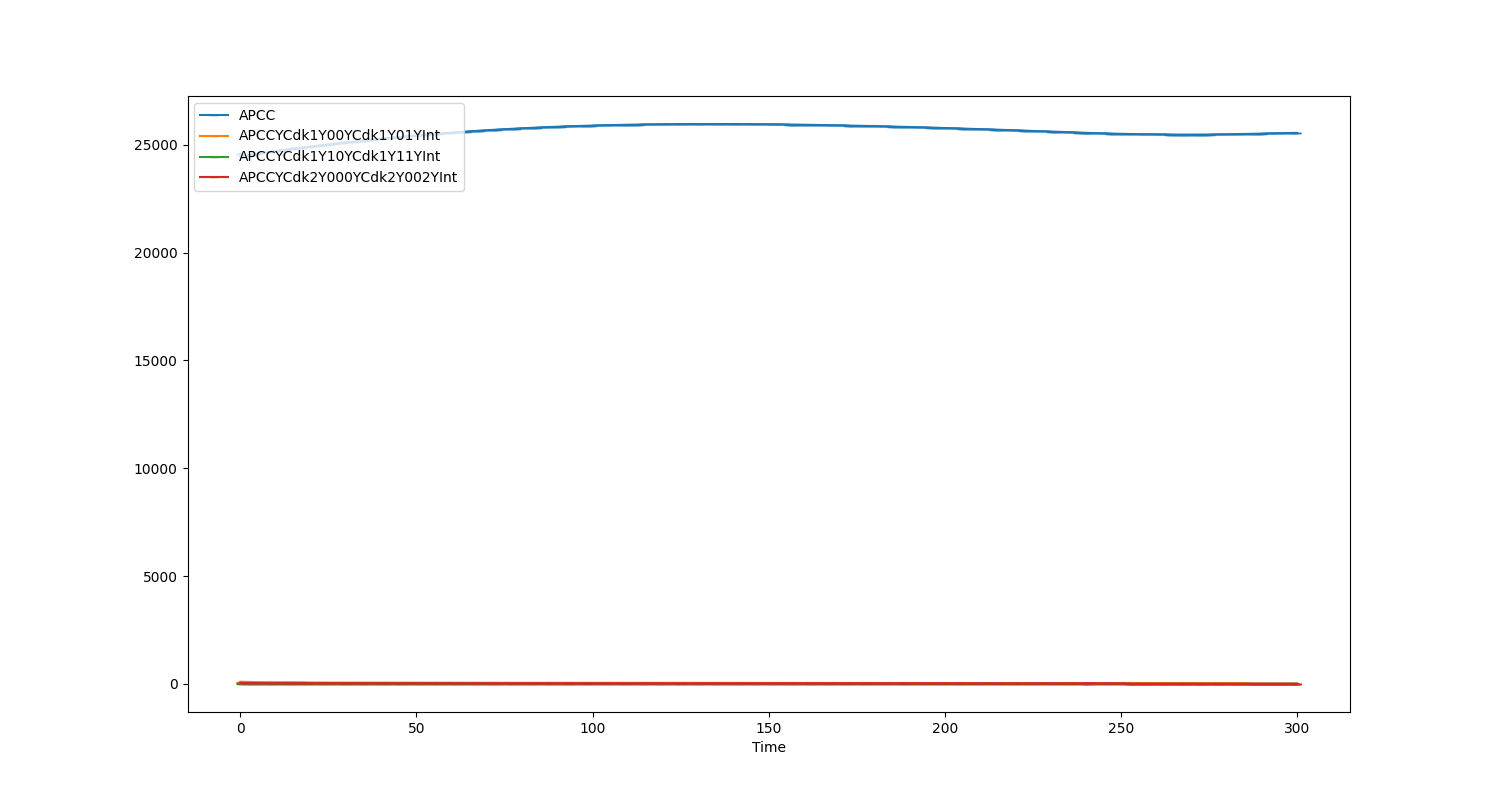 APCC
APCCYCdk1Y00YCdk1Y01YInt
APCCYCdk1Y10YCdk1Y11YInt
APCCYCdk2Y000YCdk2Y002YInt
25000
20000
15000
10000
5000
0
0 50 100 150 200 250 300
Time